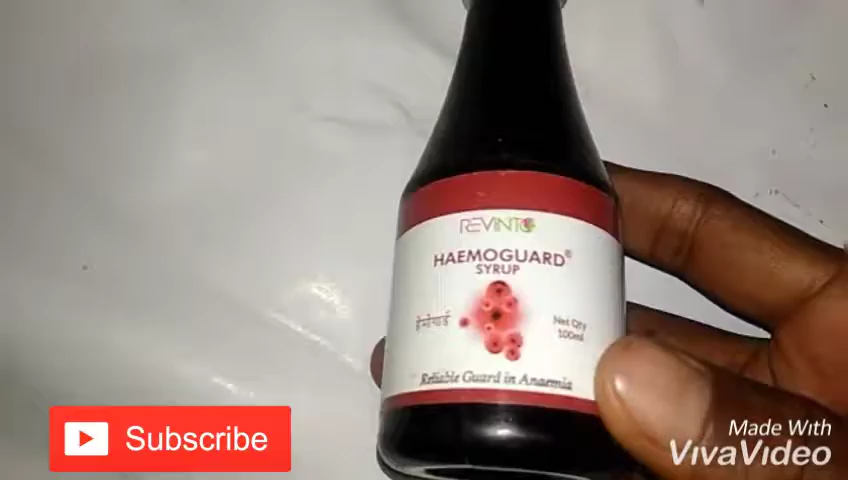 REVINTO
HAEMOGUARD®
SYRUP
हेमोगार्ड
Net Qty
100ml
Reliable Guard in Anaemia
Subscribe
Made With
VivaVideo